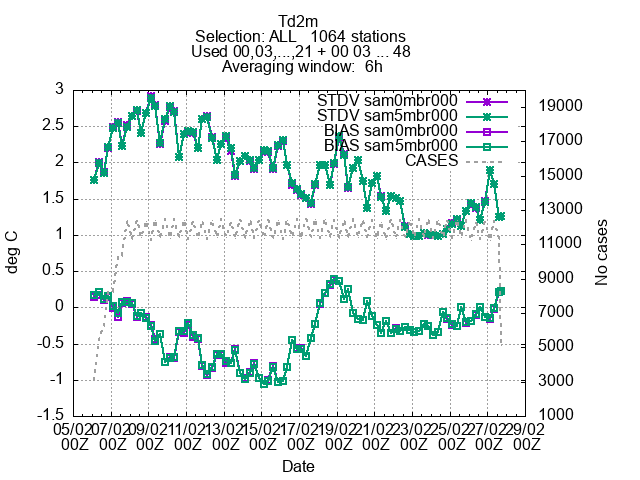 Td2m
Selection: ALL   1064 stations
Used 00,03,...,21 + 00 03 ... 48
Averaging window:  6h
STDV sam0mbr000
STDV sam5mbr000
BIAS sam0mbr000
BIAS sam5mbr000
CASES
3
2.5
2
1.5
1
0.5
0
-0.5
-1
-1.5
deg C
19000
17000
15000
13000
11000
9000
7000
5000
3000
1000
No cases
05/02 07/02 09/02 11/02 13/02 15/02 17/02 19/02 21/02 23/02 25/02 27/02 29/02
00Z 00Z 00Z 00Z 00Z 00Z 00Z 00Z 00Z 00Z 00Z 00Z 00Z
Date